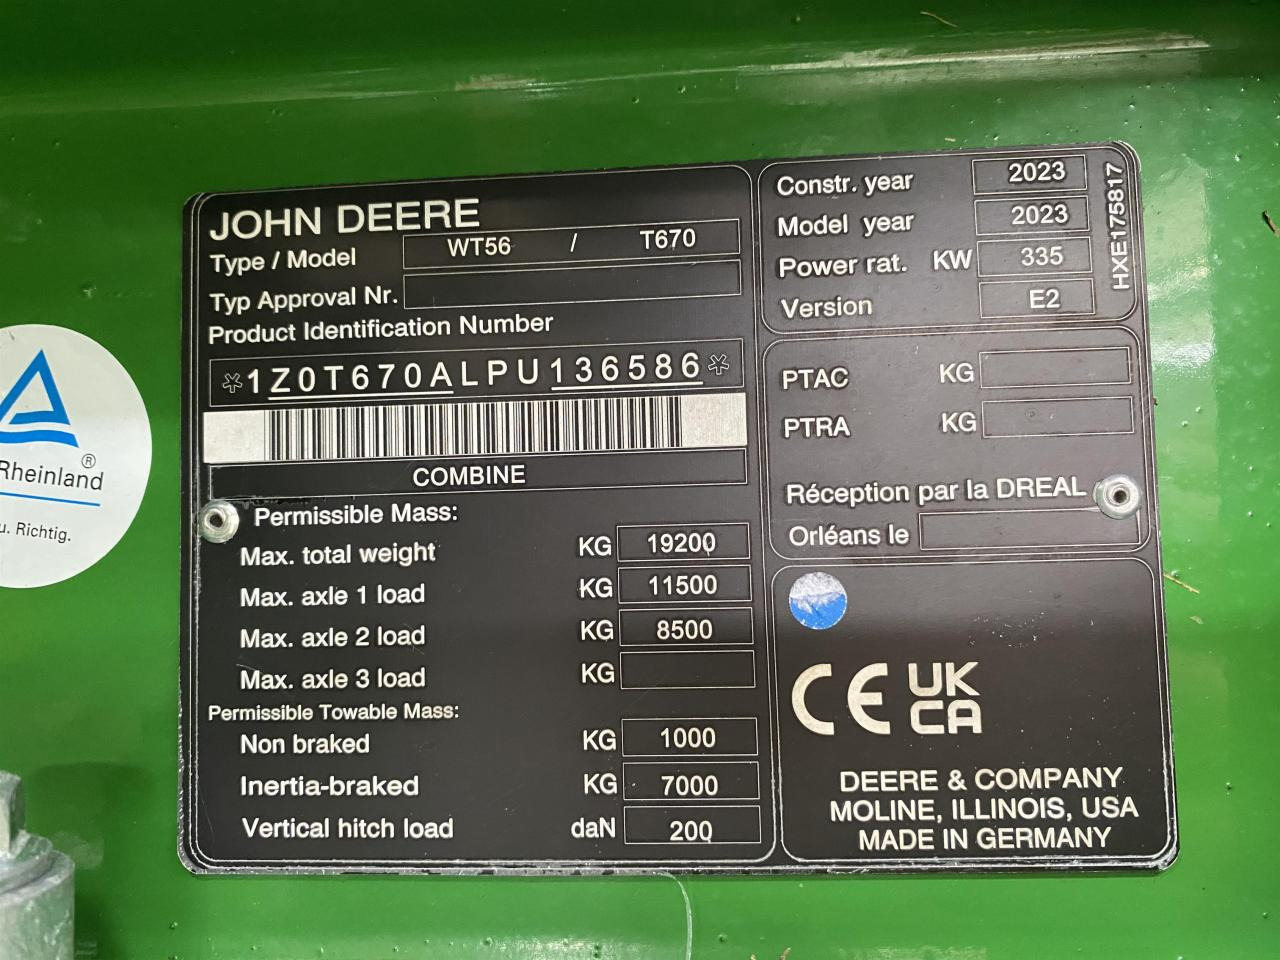 JOHN DEERE
Type / Model WT56 / T670
Typ Approval Nr.
Product Identification Number
*1Z0T670ALPU136586*
COMBINE
Permissible Mass:
Max. total weight KG 19200
Max. axle 1 load KG 11500
Max. axle 2 load KG 8500
Max. axle 3 load KG
Permissible Towable Mass:
Non braked KG 1000
Inertia-braked KG 7000
Vertical hitch load daN 200
Constr. year 2023
Model year 2023
Power rat. KW 335
Version E2
HXE175817
PTAC KG
PTRA KG
Réception par la DREAL
Orléans le
CE UK
CA
DEERE & COMPANY
MOLINE, ILLINOIS, USA
MADE IN GERMANY
Rheinland®
u. Richtig.